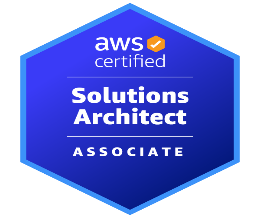 aws
certified
Solutions
Architect
ASSOCIATE